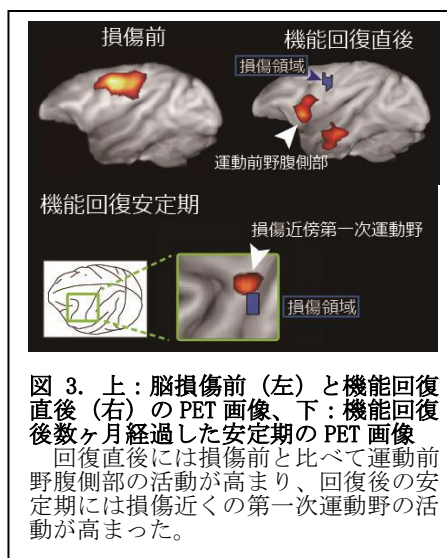 損傷前
機能回復直後
損傷領域
運動前野腹側部
機能回復安定期
損傷近傍第一次運動野
損傷領域
図 3．上：脳損傷前（左）と機能回復
直後（右）の PET 画像、下：機能回復
後数ヶ月経過した安定期の PET 画像
回復直後には損傷前と比べて運動前
野腹側部の活動が高まり、回復後の安
定期には損傷近くの第一次運動野の活
動が高まった。